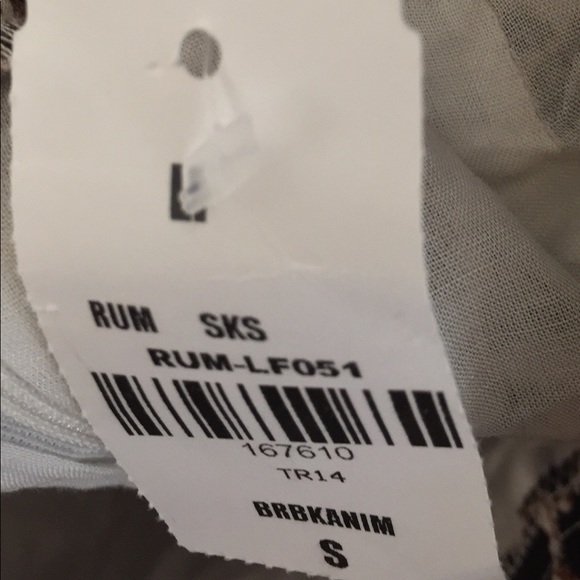 RUM SKS
RUM-LF051
167610
TR14
BRBKANIM
S